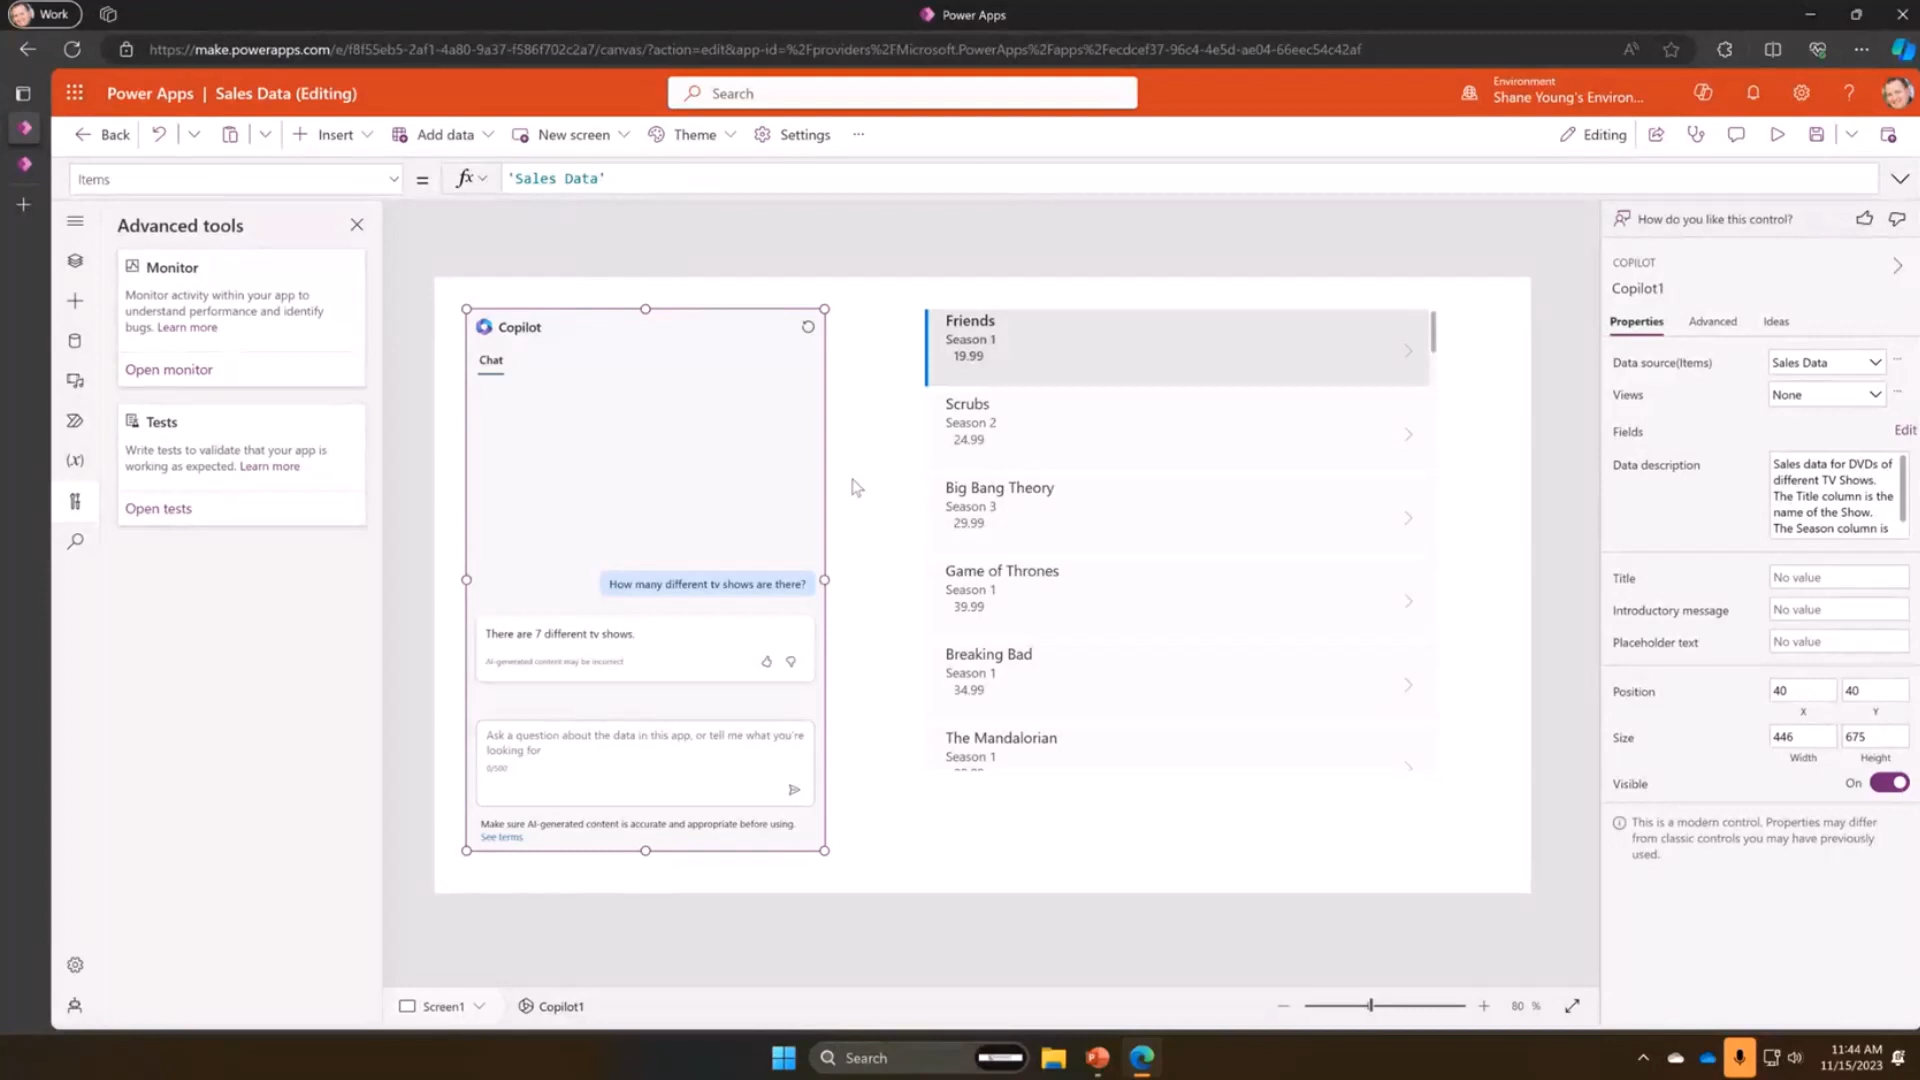 Work
Power Apps
https://make.powerapps.com/e/f8f55eb5-2af1-4a80-9a37-f586f702c2a7/canvas/?action=edit&app-id=%2Fproviders%2FMicrosoft.PowerApps%2Fapps%2Fecdcef37-96c4-4e5d-ae04-66eec54c42af
Power Apps | Sales Data (Editing)
Search
Environment
Shane Young's Environ...
Back
Insert
Add data
New screen
Theme
Settings
Editing
Items
=
fx
'Sales Data'
Advanced tools
Monitor
Monitor activity within your app to
understand performance and identify
bugs. Learn more
Open monitor
Tests
Write tests to validate that your app is
working as expected. Learn more
Open tests
Copilot
Chat
How many different tv shows are there?
There are 7 different tv shows.
AI-generated content may be incorrect
Ask a question about the data in this app, or tell me what you're
looking for
0/500
Make sure AI-generated content is accurate and appropriate before using.
See terms
Friends
Season 1
19.99
Scrubs
Season 2
24.99
Big Bang Theory
Season 3
29.99
Game of Thrones
Season 1
39.99
Breaking Bad
Season 1
34.99
The Mandalorian
Season 1
How do you like this control?
COPILOT
Copilot1
Properties
Advanced
Ideas
Data source(Items)
Sales Data
Views
None
Fields
Edit
Data description
Sales data for DVDs of
different TV Shows.
The Title column is the
name of the Show.
The Season column is
Title
No value
Introductory message
No value
Placeholder text
No value
Position
40
40
X
Y
Size
446
675
Width
Height
Visible
On
This is a modern control. Properties may differ
from classic controls you may have previously
used.
Screen1
Copilot1
80 %
Search
11:44 AM
11/15/2023